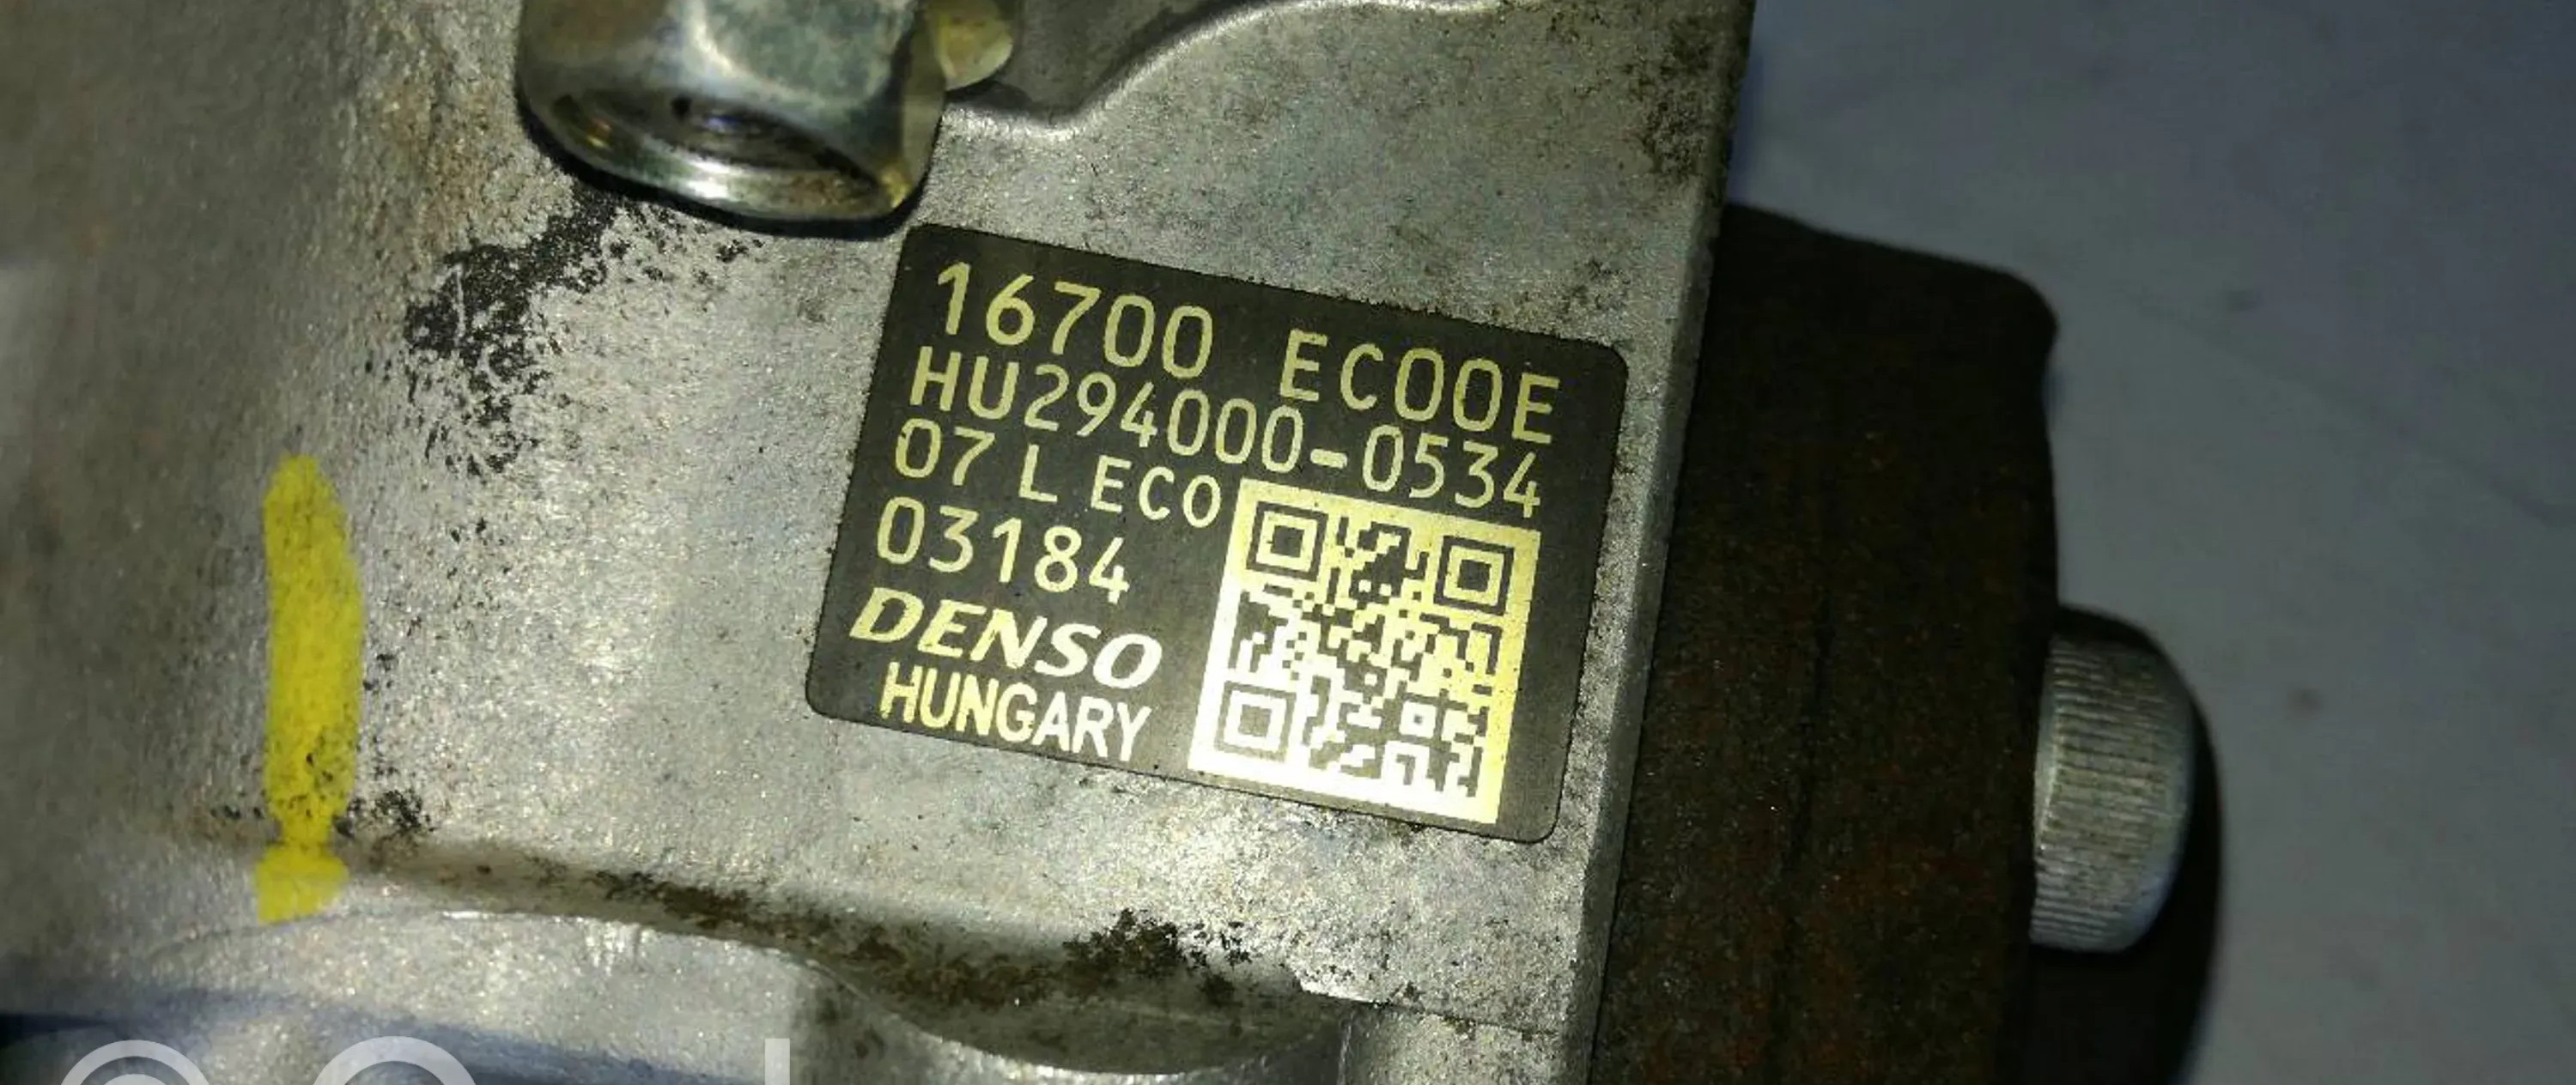 16700 EC00E
HU294000-0534
07 L EC0
03184
DENSO
HUNGARY